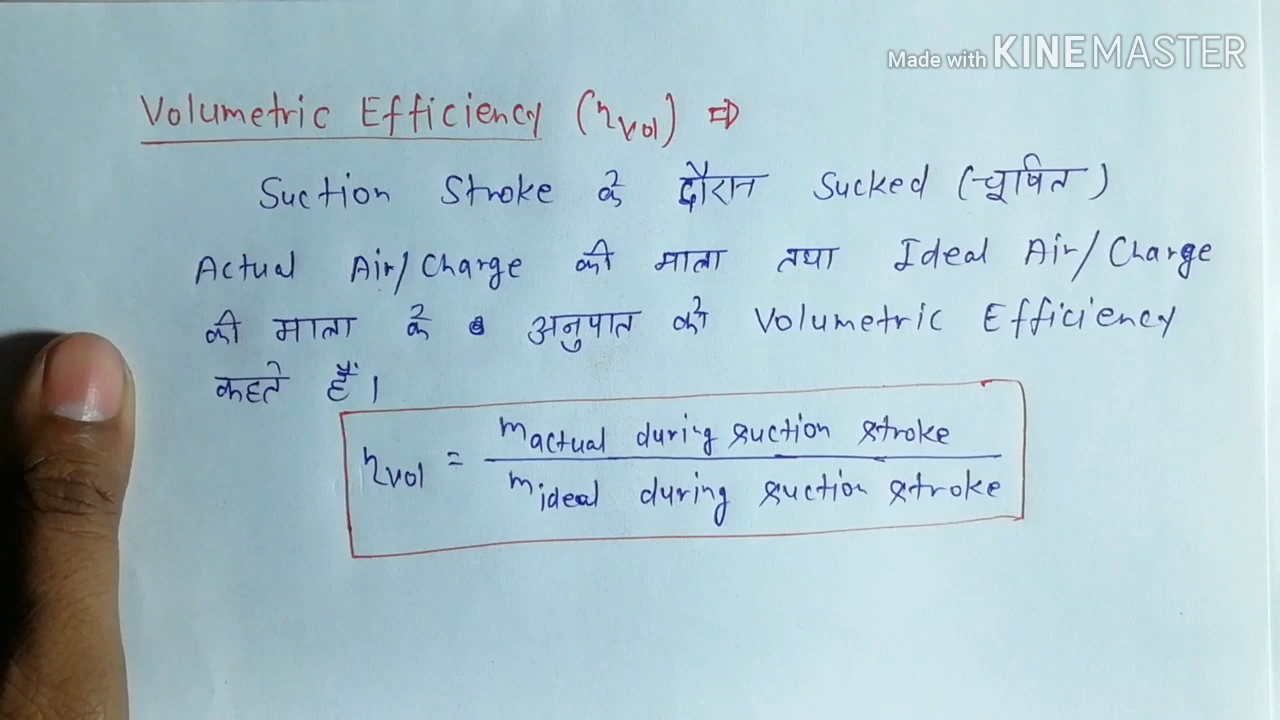 Made with KINEMASTER
Volumetric Efficiency (ηvol) ⇒
Suction Stroke के दौरान Sucked (चूषित)
Actual Air/Charge की मात्रा तथा Ideal Air/Charge
की मात्रा के अनुपात को Volumetric Efficiency
कहते हैं।
ηvol = mactual during suction stroke
mideal during suction stroke